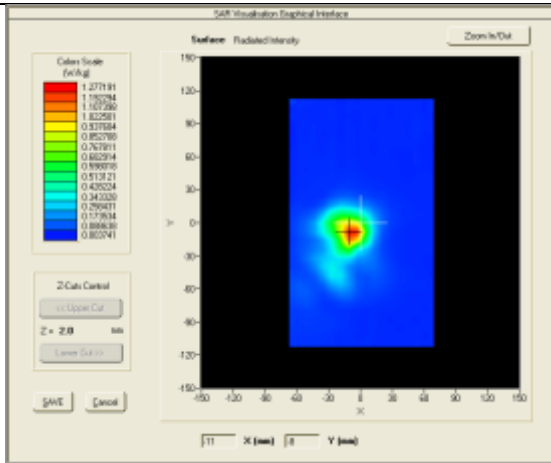 SAR Visualisation Graphical Interface
Surface Radiated Intensity
Zoom In/Out
Colors Scale
(W/kg)
1.277191
1.192294
1.107398
1.022501
0.937604
0.852708
0.767811
0.682914
0.598018
0.513121
0.428224
0.343328
0.258431
0.173534
0.088638
0.003741
Z-Cuts Control
<< Upper Cut
Z = 2.0 mm
Lower Cut >>
SAVE Cancel
150
120
90
60
30
0
-30
-60
-90
-120
-150
Y
-150 -120 -90 -60 -30 0 30 60 90 120 150
X
-11 X (mm) -8 Y (mm)